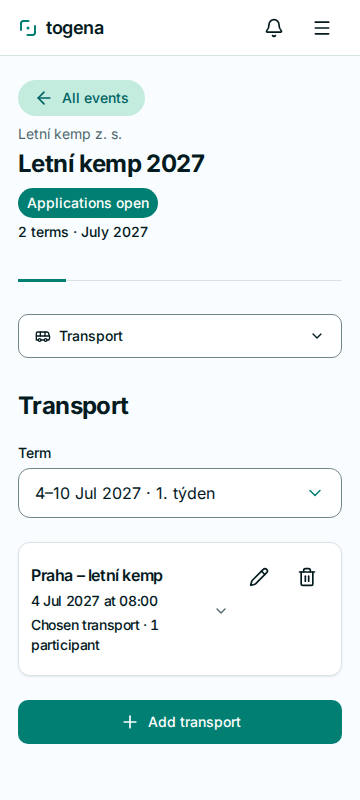 togena
All events
Letní kemp z. s.
Letní kemp 2027
Applications open
2 terms · July 2027
Transport
Transport
Term
4–10 Jul 2027 · 1. týden
Praha – letní kemp
4 Jul 2027 at 08:00
Chosen transport · 1
participant
Add transport